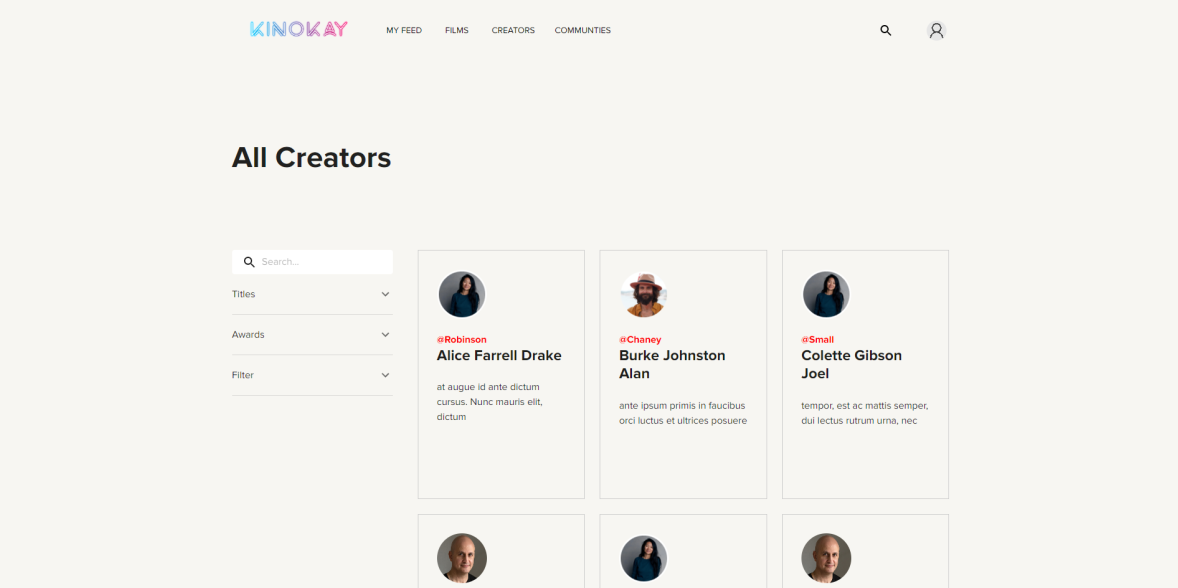 KINOKAY MY FEED FILMS CREATORS COMMUNTIES
All Creators
Search...
Titles
Awards
Filter
@Robinson
Alice Farrell Drake
at augue id ante dictum
cursus. Nunc mauris elit,
dictum
@Chaney
Burke Johnston
Alan
ante ipsum primis in faucibus
orci luctus et ultrices posuere
@Small
Colette Gibson
Joel
tempor, est ac mattis semper,
dui lectus rutrum urna, nec